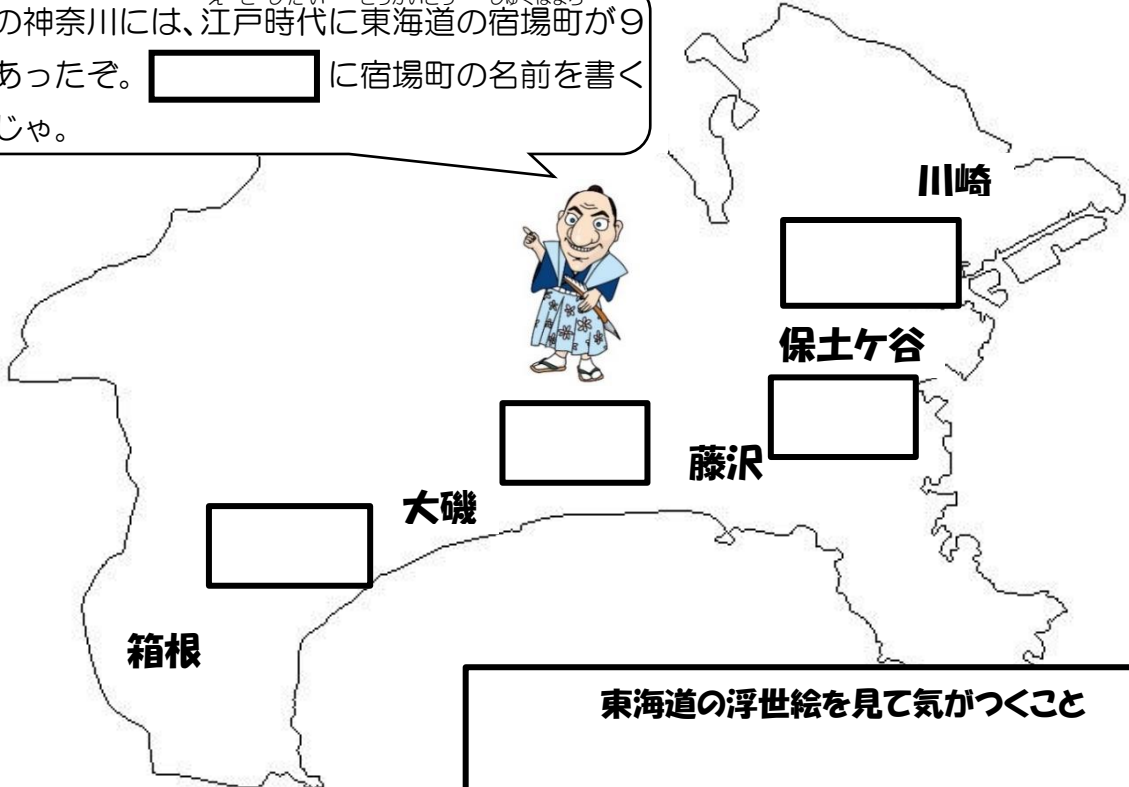 の神奈川には、江戸時代に東海道の宿場町が９
あったぞ。 に宿場町の名前を書く
じゃ。
川崎
保土ケ谷
藤沢
大磯
箱根
東海道の浮世絵を見て気がつくこと